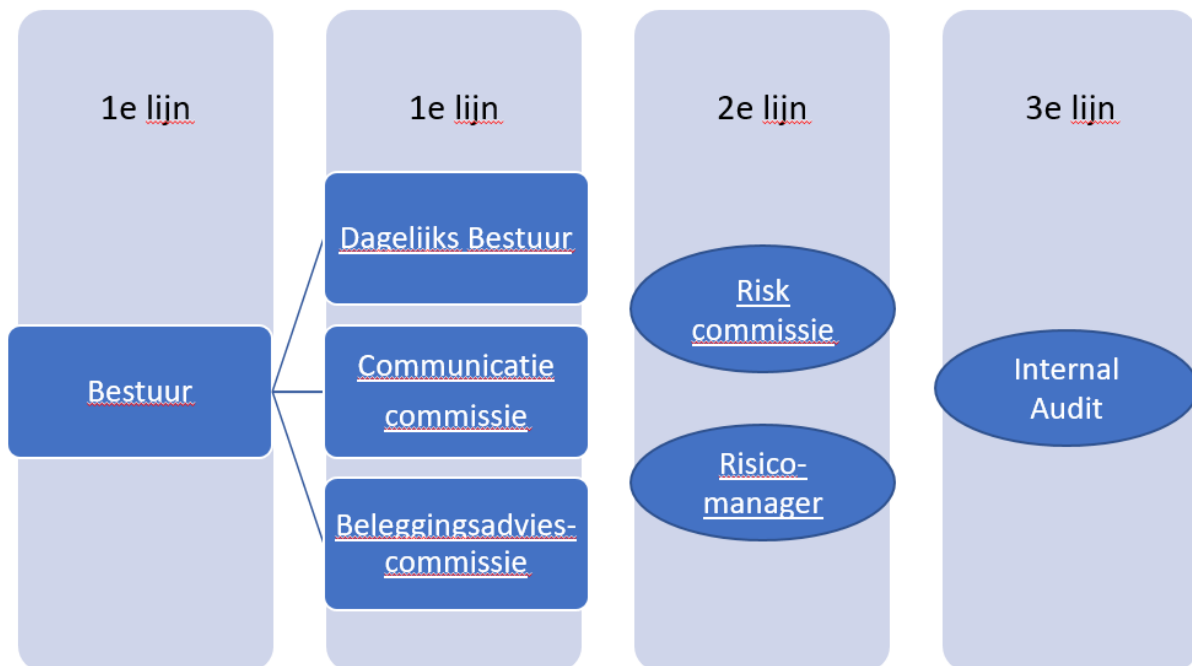 1e lijn
1e lijn
2e lijn
3e lijn
Bestuur
Dagelijks Bestuur
Communicatie
commissie
Beleggingsadvies-
commissie
Risk
commissie
Risico-
manager
Internal
Audit